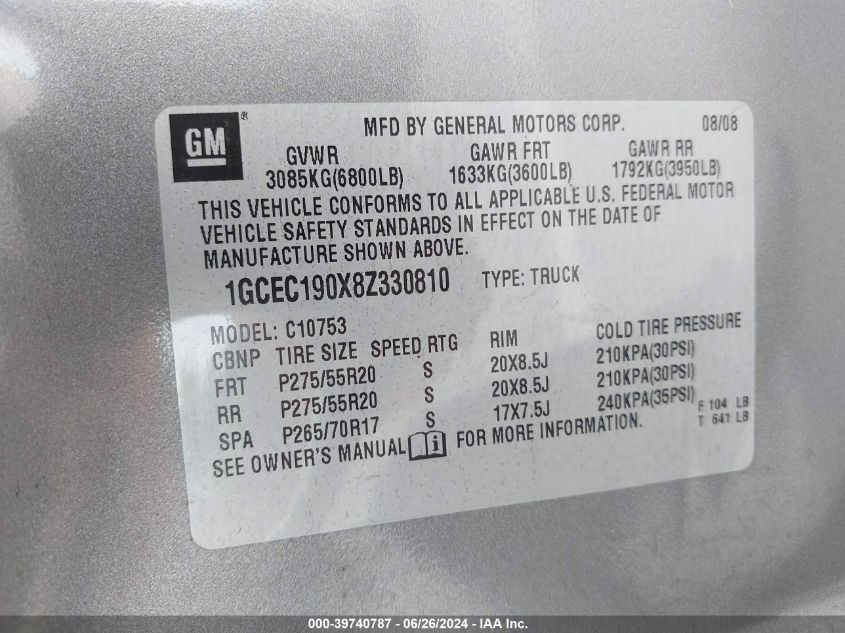 GM®
MFD BY GENERAL MOTORS CORP. 08/08
GVWR GAWR FRT GAWR RR
3085KG(6800LB) 1633KG(3600LB) 1792KG(3950LB)
THIS VEHICLE CONFORMS TO ALL APPLICABLE U.S. FEDERAL MOTOR
VEHICLE SAFETY STANDARDS IN EFFECT ON THE DATE OF
MANUFACTURE SHOWN ABOVE.
1GCEC190X8Z330810 TYPE: TRUCK
MODEL: C10753
CBNP TIRE SIZE SPEED RTG RIM COLD TIRE PRESSURE
FRT P275/55R20 S 20X8.5J 210KPA(30PSI)
RR P275/55R20 S 20X8.5J 210KPA(30PSI)
SPA P265/70R17 S 17X7.5J 240KPA(35PSI) F 104 LB
SEE OWNER'S MANUAL FOR MORE INFORMATION. T 641 LB
000-39740787 - 06/26/2024 - IAA Inc.